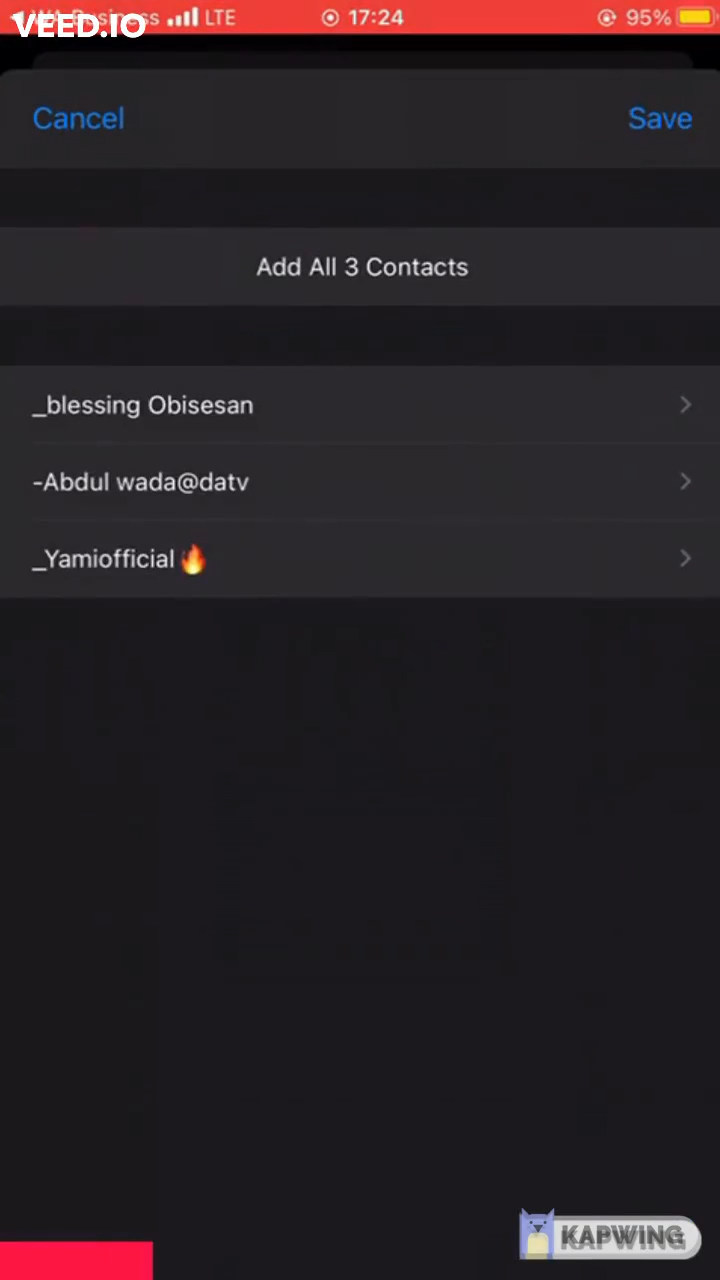 VEED.IO
LTE
17:24
95%
Cancel
Save
Add All 3 Contacts
_blessing Obisesan
-Abdul wada@datv
_Yamiofficial🔥
KAPWING